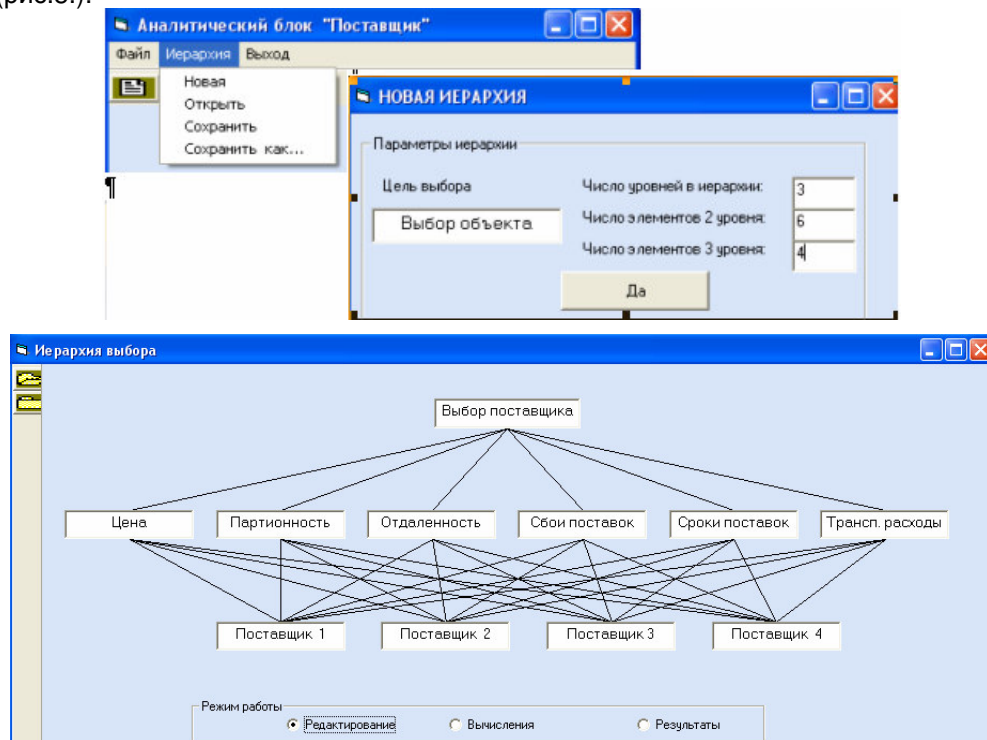 (рис.8.).
Аналитический блок "Поставщик"
Файл Иерархия Выход
Новая
Открыть
Сохранить
Сохранить как...
¶
НОВАЯ ИЕРАРХИЯ
Параметры иерархии
Цель выбора
Выбор объекта
Число уровней в иерархии: 3
Число элементов 2 уровня: 6
Число элементов 3 уровня: 4
Да
Иерархия выбора
Выбор поставщика
Цена Партионность Отдаленность Сбои поставок Сроки поставок Трансп. расходы
Поставщик 1 Поставщик 2 Поставщик 3 Поставщик 4
Режим работы
Редактирование Вычисления Результаты